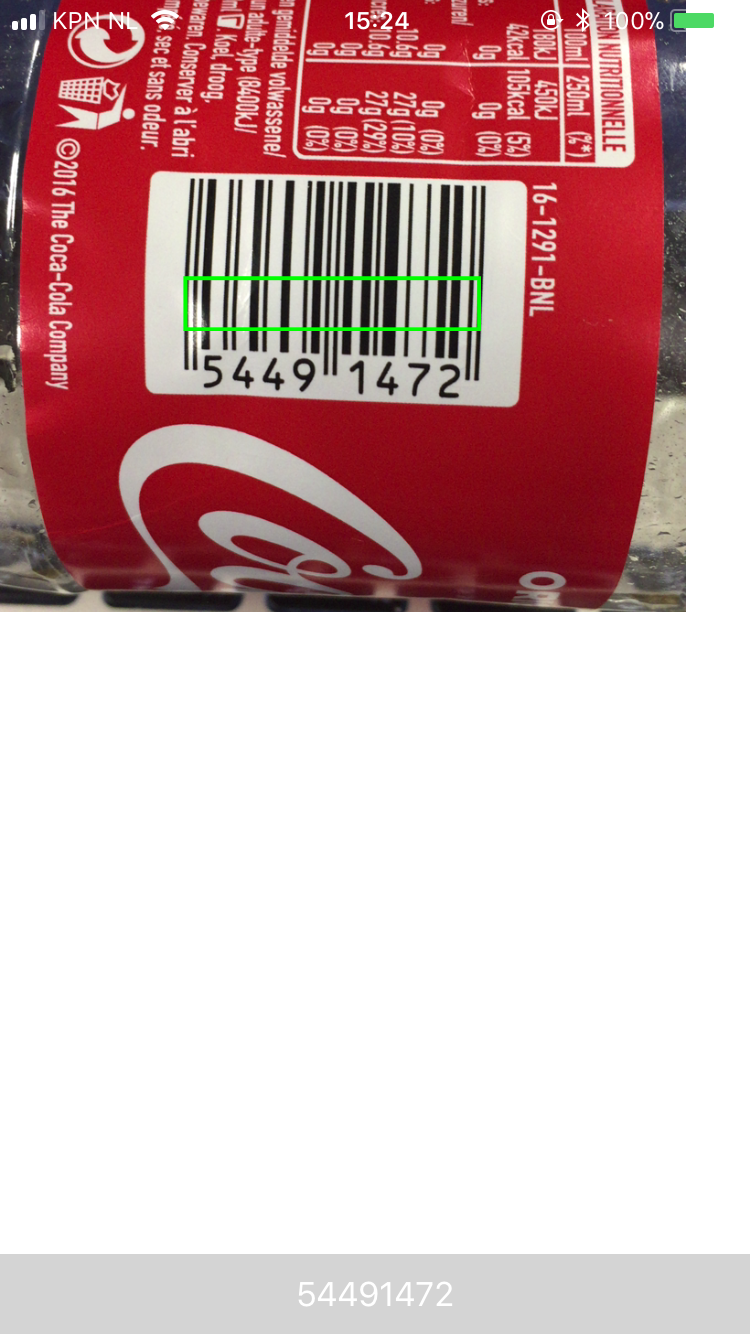 KPN NL 15:24 100%
NUTRITIONNELLE
250ml (%*)
180kJ 450kJ
42kcal 105kcal (5%)
0g 0g (0%)
10.6g 27g (10%)
10.6g 27g (29%)
0g 0g (0%)
0g 0g (0%)
0g 0g (0%)
gemiddelde volwassene/
adulte-type (8400kJ/
Koel, droog,
Conserver à l'abri
sec et sans odeur.
©2016 The Coca-Cola Company
16-1291-BNL
5449 1472
54491472